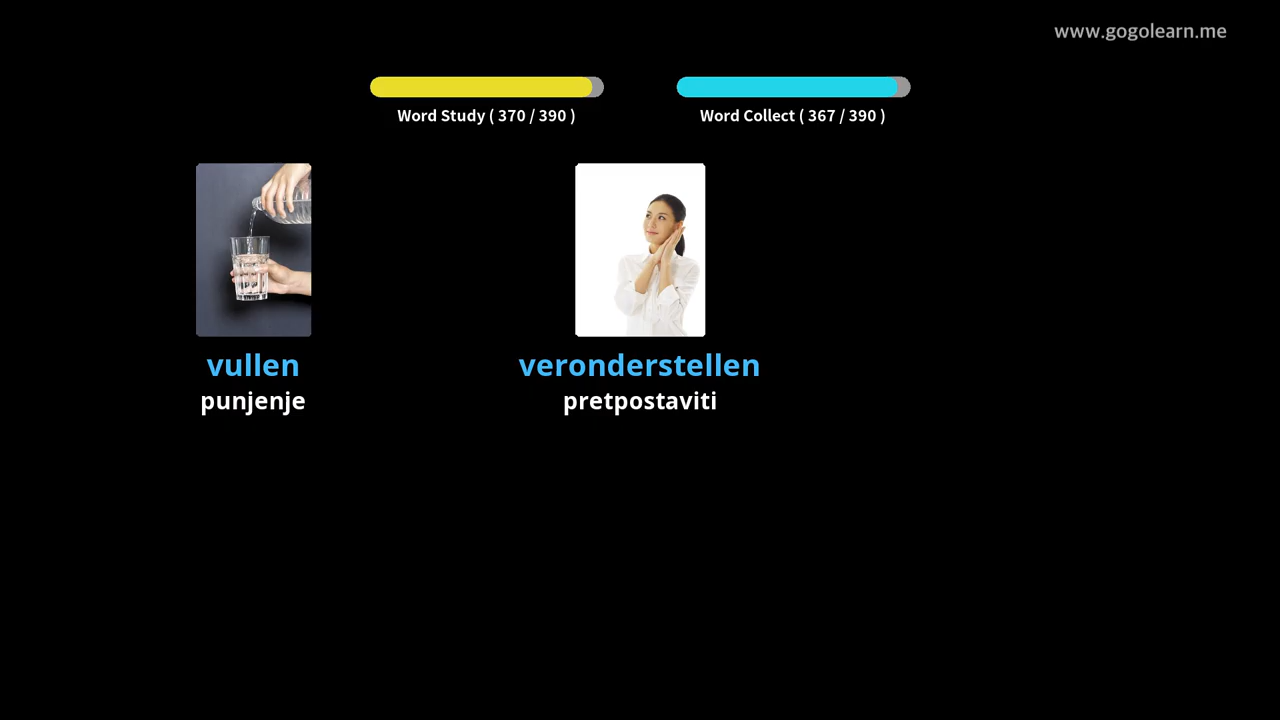 www.gogolearn.me
Word Study ( 370 / 390 )
Word Collect ( 367 / 390 )
vullen
punjenje
veronderstellen
pretpostaviti